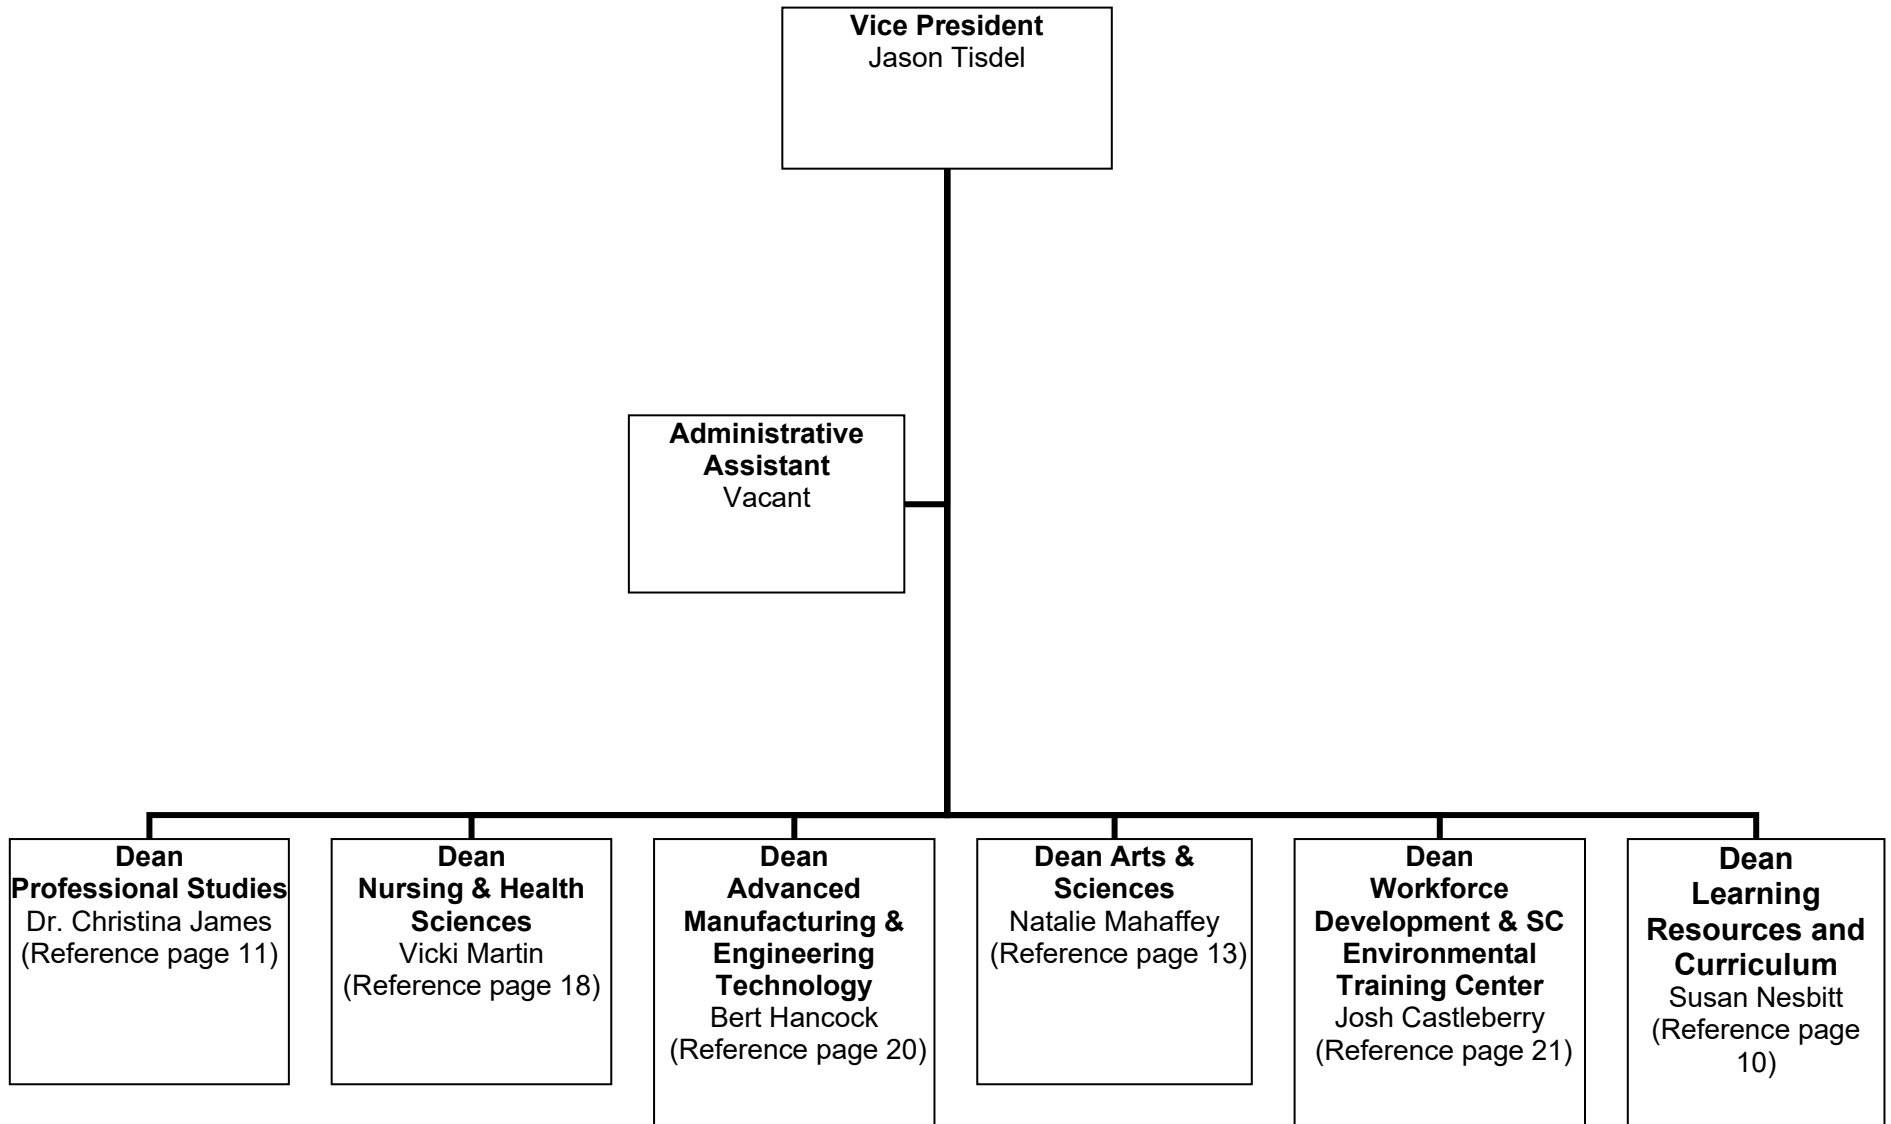 Vice President
Jason Tisdel
Administrative
Assistant
Vacant
Dean
Professional Studies
Dr. Christina James
(Reference page 11)
Dean
Nursing & Health
Sciences
Vicki Martin
(Reference page 18)
Dean
Advanced
Manufacturing &
Engineering
Technology
Bert Hancock
(Reference page 20)
Dean Arts &
Sciences
Natalie Mahaffey
(Reference page 13)
Dean
Workforce
Development & SC
Environmental
Training Center
Josh Castleberry
(Reference page 21)
Dean
Learning
Resources and
Curriculum
Susan Nesbitt
(Reference page
10)